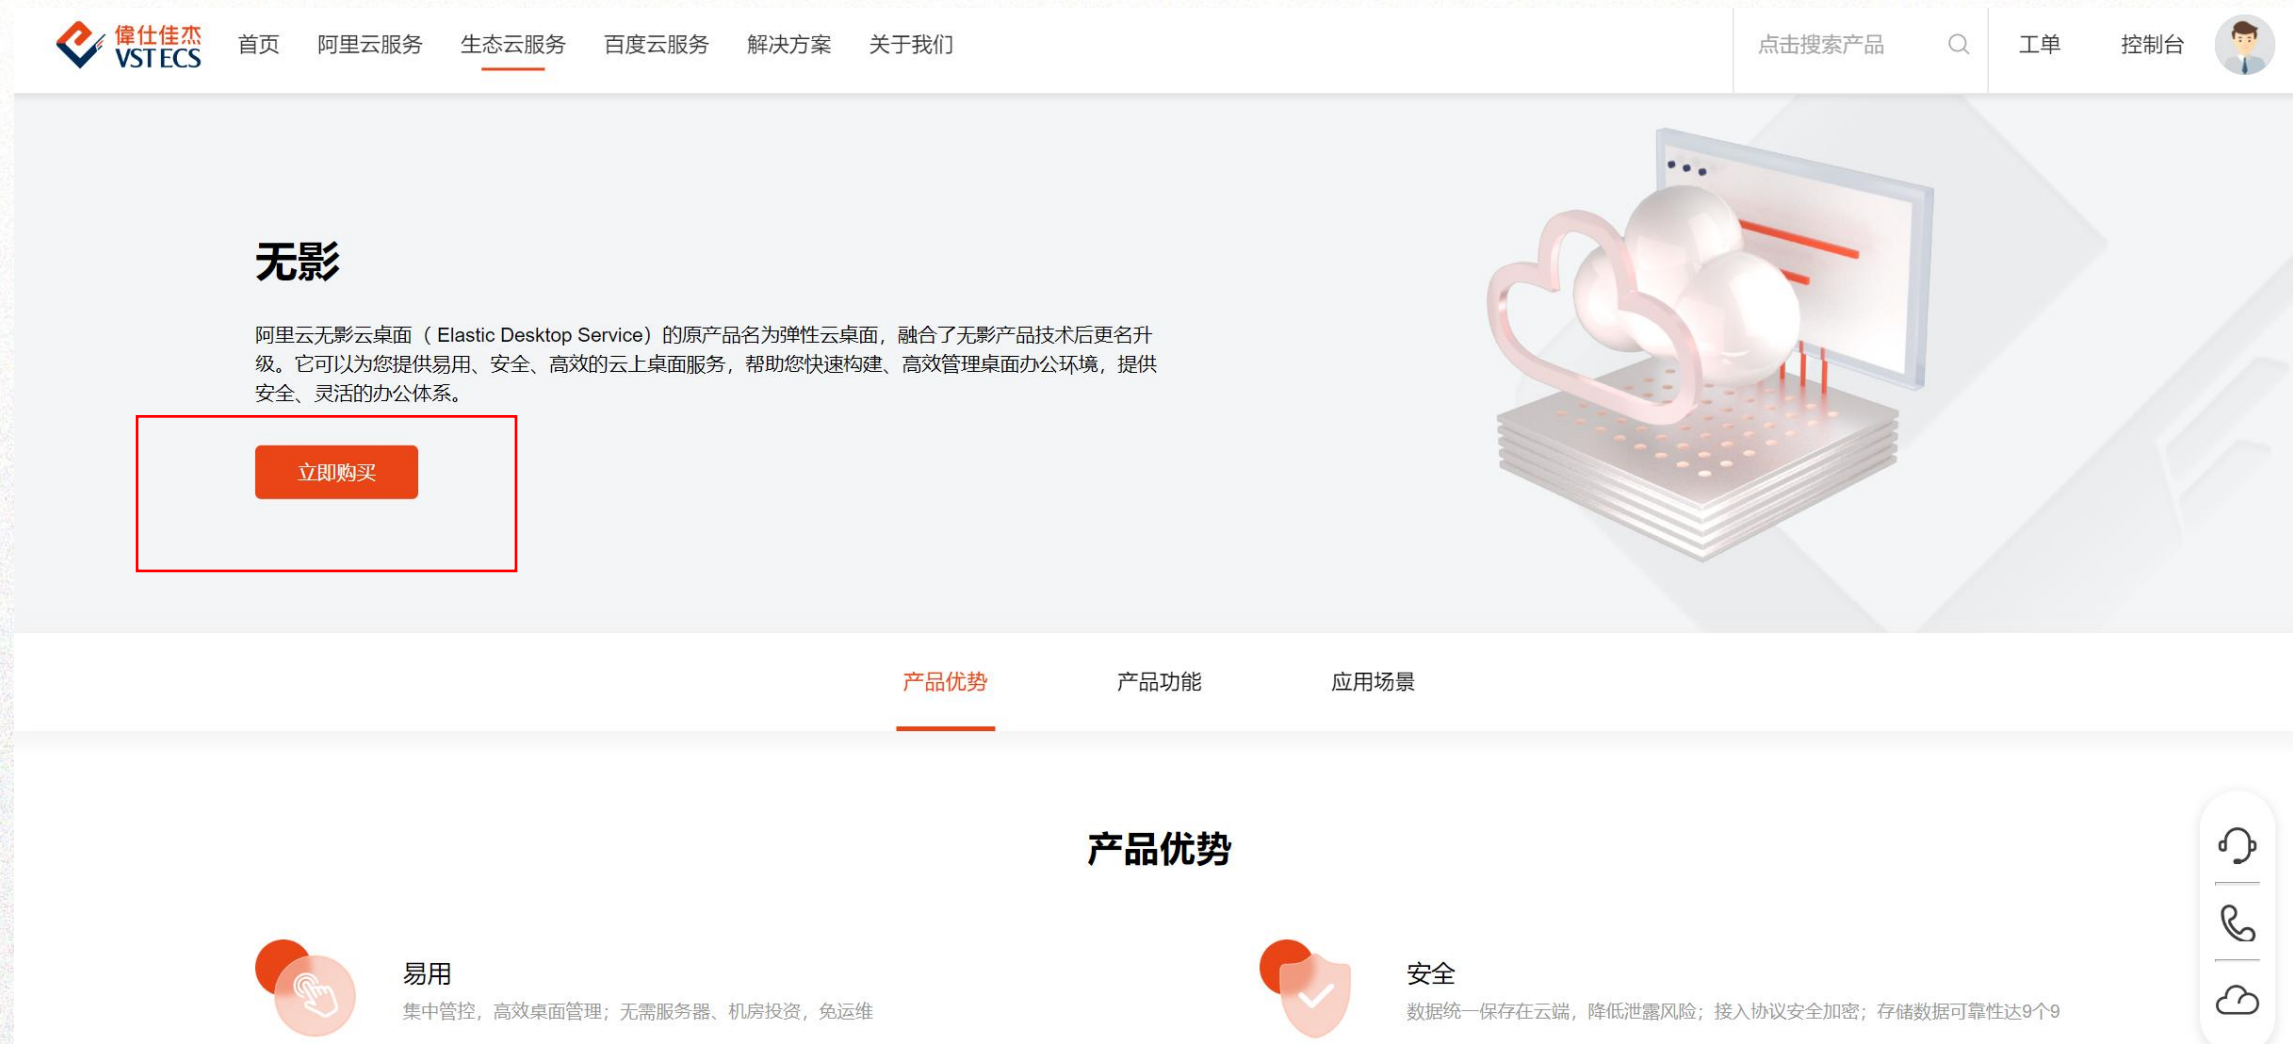 偉仕佳杰
VSTECS
首页
阿里云服务
生态云服务
百度云服务
解决方案
关于我们
点击搜索产品
工单
控制台
无影
阿里云无影云桌面（ Elastic Desktop Service）的原产品名为弹性云桌面，融合了无影产品技术后更名升
级。它可以为您提供易用、安全、高效的云上桌面服务，帮助您快速构建、高效管理桌面办公环境，提供
安全、灵活的办公体系。
立即购买
产品优势
产品功能
应用场景
产品优势
易用
集中管控，高效桌面管理；无需服务器、机房投资，免运维
安全
数据统一保存在云端，降低泄露风险；接入协议安全加密；存储数据可靠性达9个9